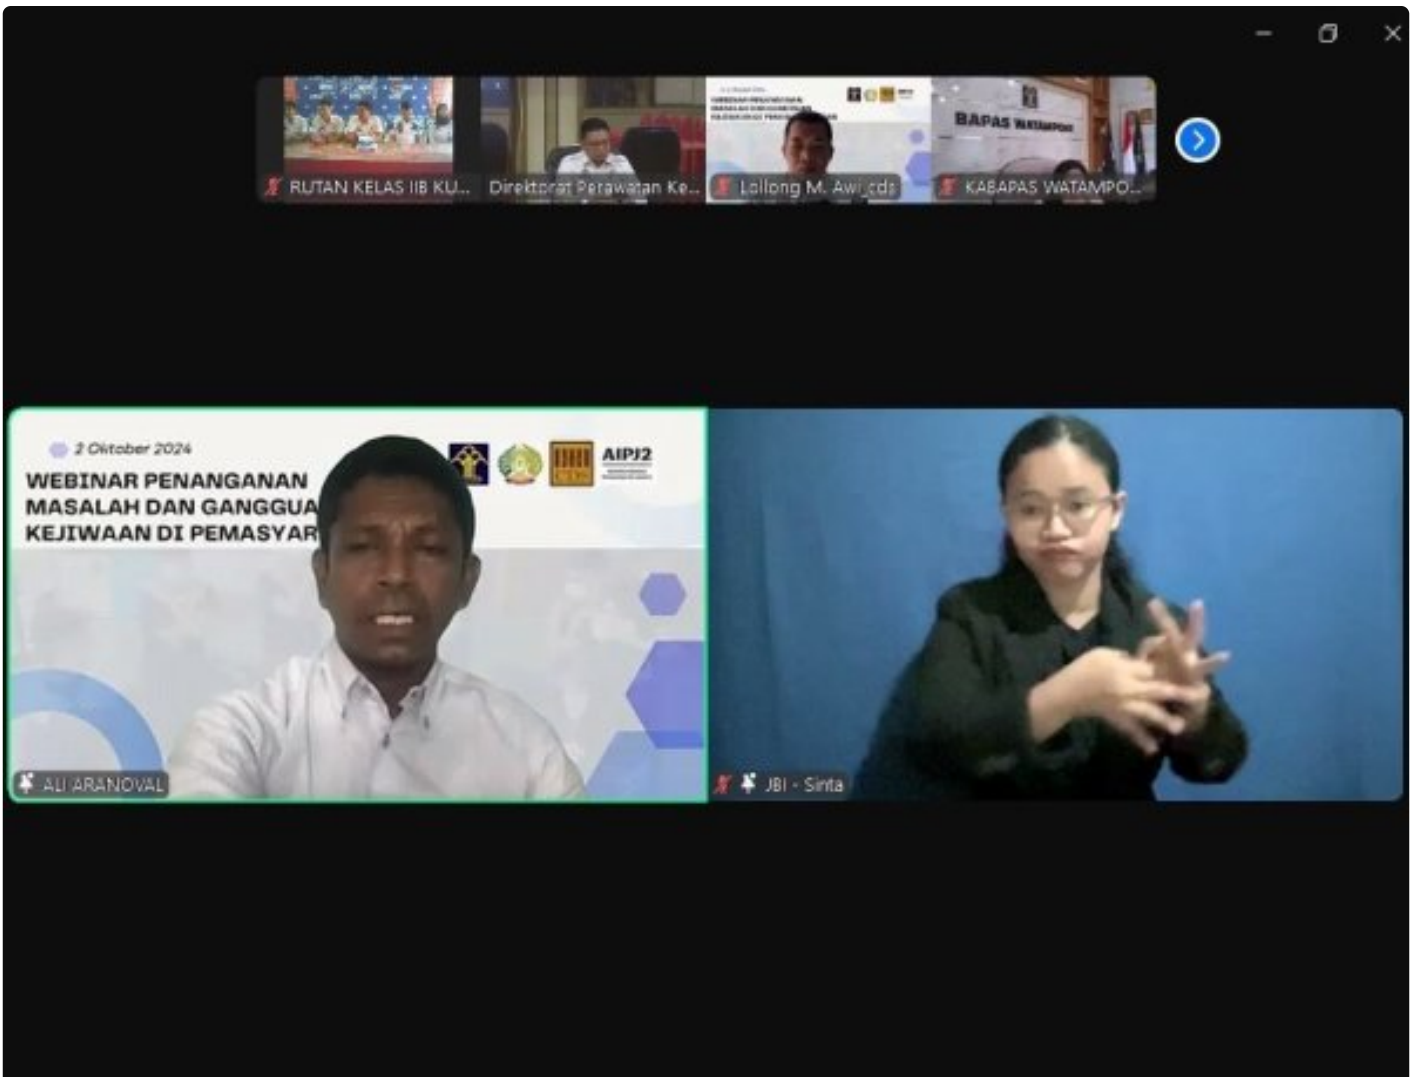 RUTAN KELAS IIB KU...
Direktorat Perawatan Ke...
Lollong M. Awi_cds
BAPAS WATAMPONE
KABAPAS WATAMPO...
2 Oktober 2024
WEBINAR PENANGANAN
MASALAH DAN GANGGUA
KEJIWAAN DI PEMASYAR
AIPJ2
ALI ARANOVAL
JBI - Sinta